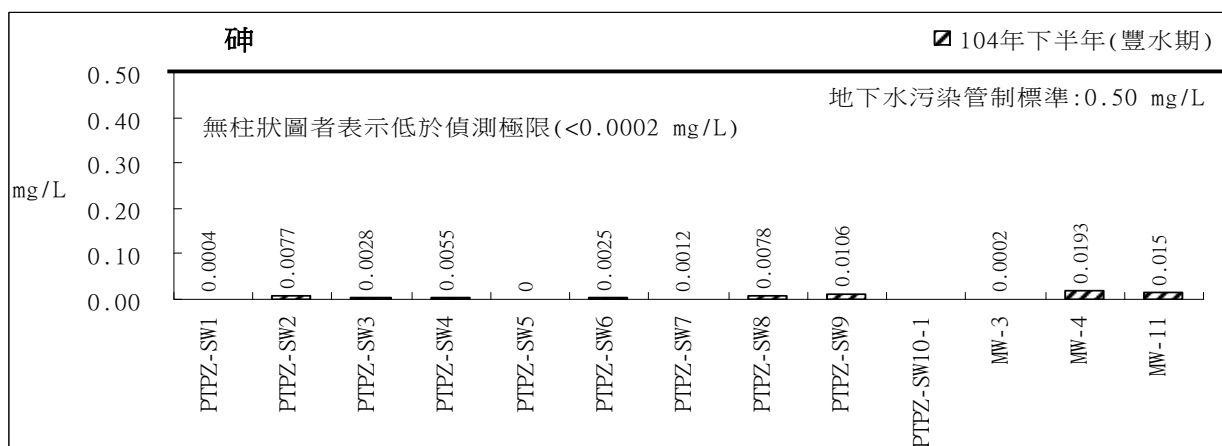 砷
104年下半年(豐水期)
0.50
地下水污染管制標準:0.50 mg/L
0.40
無柱狀圖者表示低於偵測極限(<0.0002 mg/L)
0.30
mg/L
0.20
0.10
0.00
0.0004
0.0077
0.0028
0.0055
0
0.0025
0.0012
0.0078
0.0106
0.0002
0.0193
0.015
PTPZ-SW1
PTPZ-SW2
PTPZ-SW3
PTPZ-SW4
PTPZ-SW5
PTPZ-SW6
PTPZ-SW7
PTPZ-SW8
PTPZ-SW9
PTPZ-SW10-1
MW-3
MW-4
MW-11